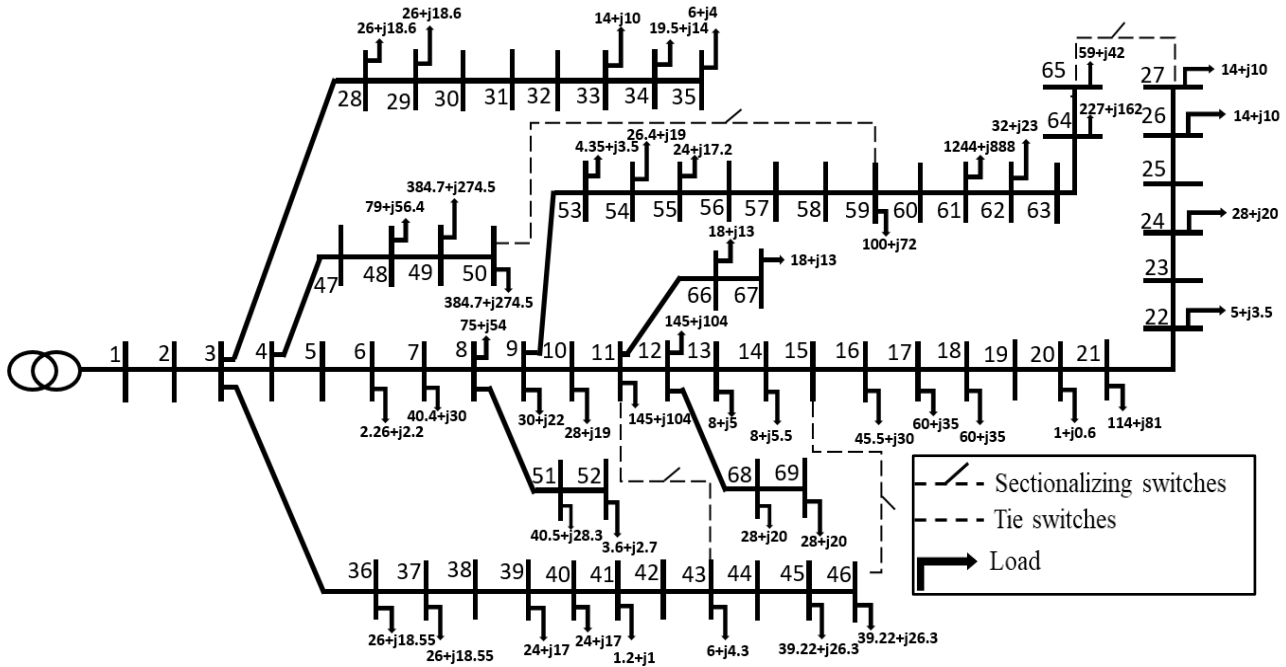 26+j18.6
26+j18.6
14+j10
19.5+j14
6+j4
28 29 30 31 32 33 34 35
65
59+j42
27
14+j10
64
227+j162
26
14+j10
25
24
28+j20
23
22
5+j3.5
4.35+j3.5
26.4+j19
24+j17.2
1244+j888
32+j23
53 54 55 56 57 58 59 60 61 62 63
100+j72
79+j56.4
384.7+j274.5
47 48 49 50
384.7+j274.5
18+j13
18+j13
66 67
75+j54
145+j104
1 2 3 4 5 6 7 8 9 10 11 12 13 14 15 16 17 18 19 20 21
2.26+j2.2
40.4+j30
30+j22
28+j19
145+j104
8+j5
8+j5.5
45.5+j30
60+j35
60+j35
1+j0.6
114+j81
51 52
40.5+j28.3
3.6+j2.7
68 69
28+j20
28+j20
36 37 38 39 40 41 42 43 44 45 46
26+j18.55
26+j18.55
24+j17
24+j17
1.2+j1
6+j4.3
39.22+j26.3
39.22+j26.3
Sectionalizing switches
Tie switches
Load